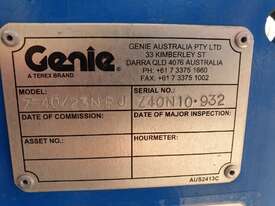 Genie
A TEREX BRAND
GENIE AUSTRALIA PTY LTD
33 KIMBERLEY ST
DARRA QLD 4076 AUSTRALIA
PH +61 7 3375 1660
FAX +61 7 3375 1002
MODEL:
Z-40/23N RJ
SERIAL NO.:
Z40N10-932
DATE OF COMMISSION:
DATE OF MAJOR INSPECTION:
ASSET NO.:
HOURMETER:
AUS2413C